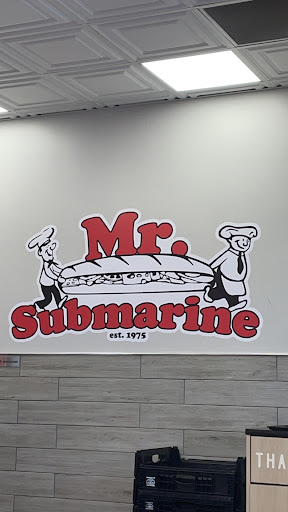 Mr.
Submarine
est. 1975
THA